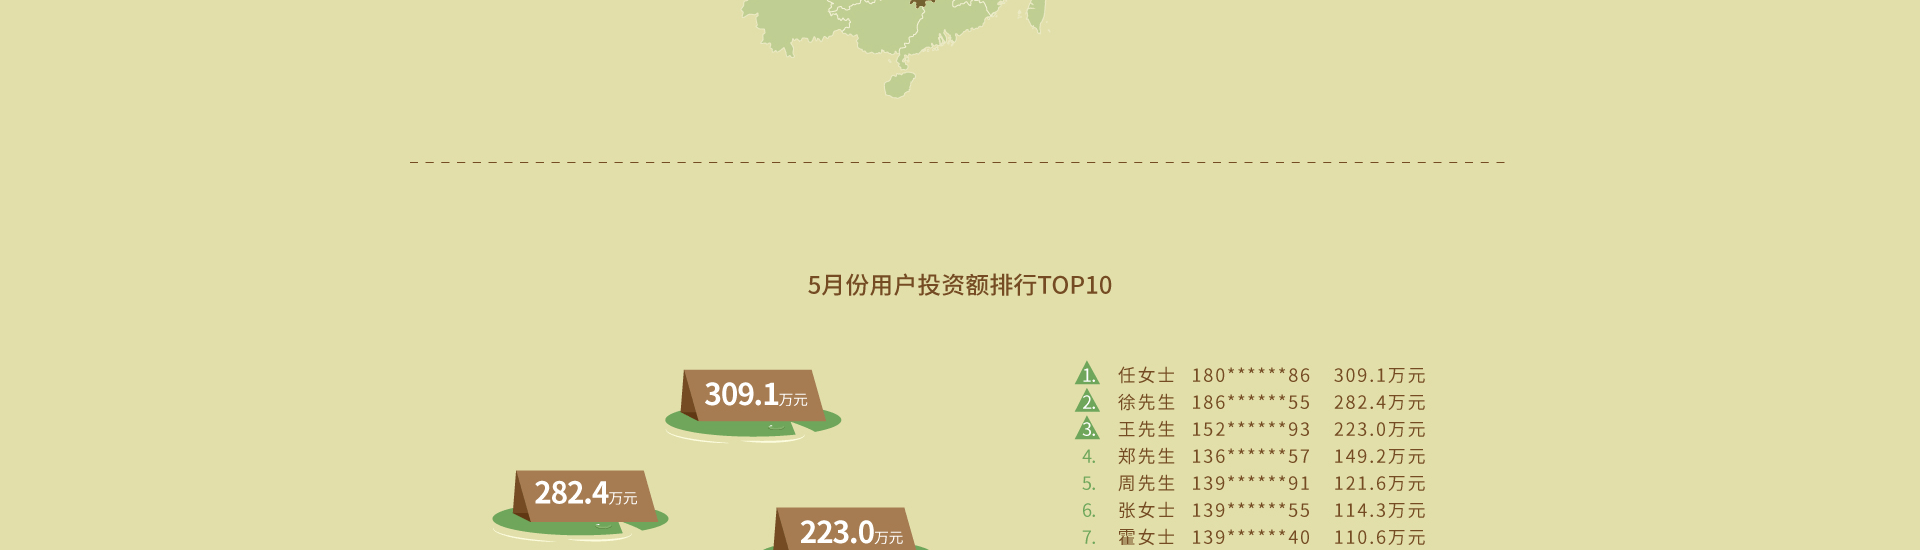 5月份用户投资额排行TOP10
309.1万元
282.4万元
223.0万元
1. 任女士 180******86 309.1万元
2. 徐先生 186******55 282.4万元
3. 王先生 152******93 223.0万元
4. 郑先生 136******57 149.2万元
5. 周先生 139******91 121.6万元
6. 张女士 139******55 114.3万元
7. 霍女士 139******40 110.6万元